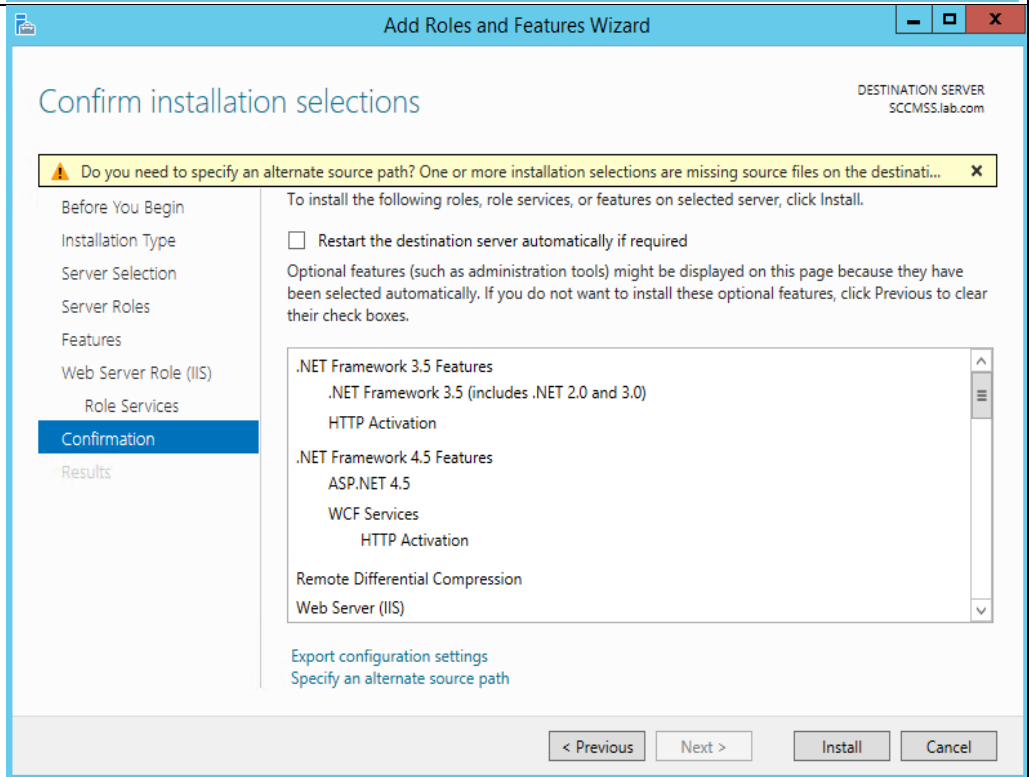 Add Roles and Features Wizard
Confirm installation selections
DESTINATION SERVER
SCCMSS.lab.com
Do you need to specify an alternate source path? One or more installation selections are missing source files on the destinati...
Before You Begin
Installation Type
Server Selection
Server Roles
Features
Web Server Role (IIS)
Role Services
Confirmation
Results
To install the following roles, role services, or features on selected server, click Install.
Restart the destination server automatically if required
Optional features (such as administration tools) might be displayed on this page because they have
been selected automatically. If you do not want to install these optional features, click Previous to clear
their check boxes.
.NET Framework 3.5 Features
.NET Framework 3.5 (includes .NET 2.0 and 3.0)
HTTP Activation
.NET Framework 4.5 Features
ASP.NET 4.5
WCF Services
HTTP Activation
Remote Differential Compression
Web Server (IIS)
Export configuration settings
Specify an alternate source path
< Previous
Next >
Install
Cancel